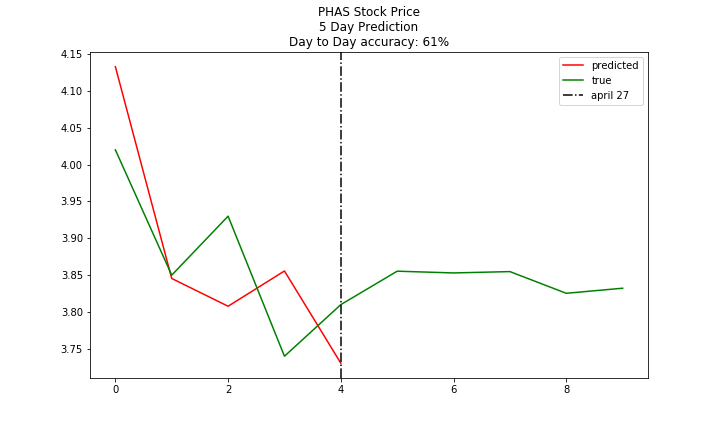 PHAS Stock Price
5 Day Prediction
Day to Day accuracy: 61%
4.15
4.10
4.05
4.00
3.95
3.90
3.85
3.80
3.75
predicted
true
april 27
0 2 4 6 8